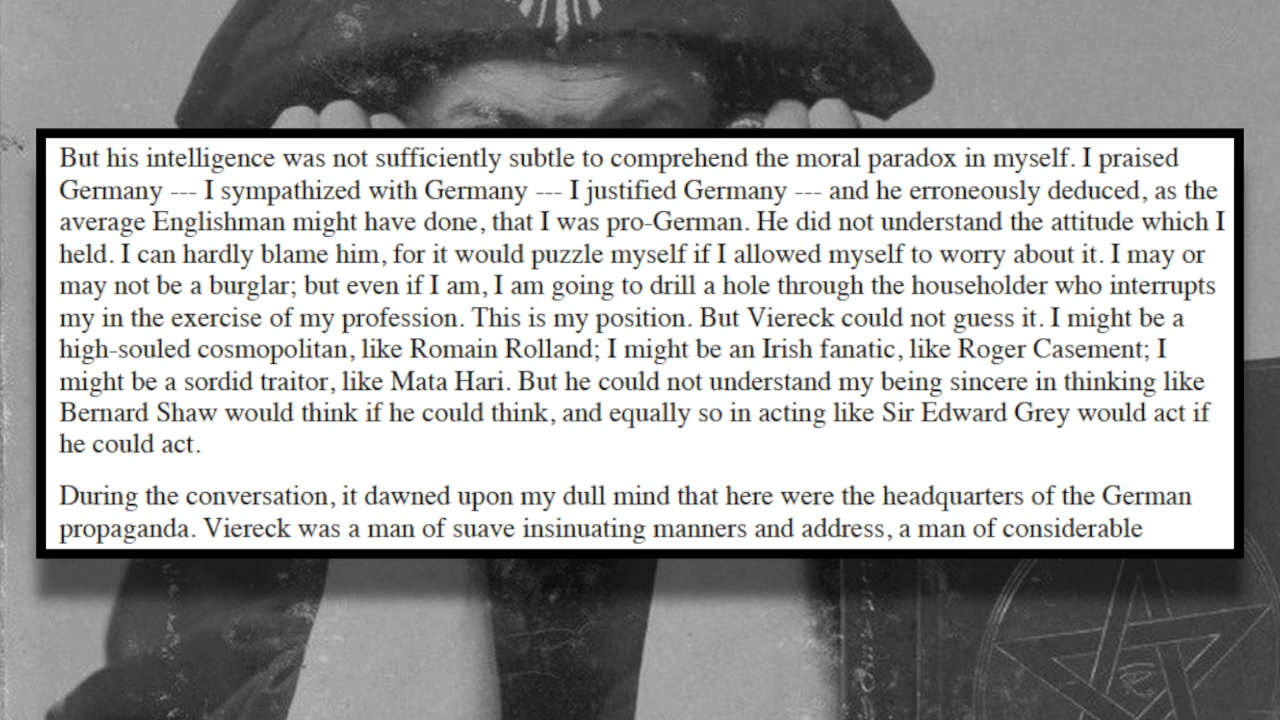 But his intelligence was not sufficiently subtle to comprehend the moral paradox in myself. I praised
Germany --- I sympathized with Germany --- I justified Germany --- and he erroneously deduced, as the
average Englishman might have done, that I was pro-German. He did not understand the attitude which I
held. I can hardly blame him, for it would puzzle myself if I allowed myself to worry about it. I may or
may not be a burglar; but even if I am, I am going to drill a hole through the householder who interrupts
my in the exercise of my profession. This is my position. But Viereck could not guess it. I might be a
high-souled cosmopolitan, like Romain Rolland; I might be an Irish fanatic, like Roger Casement; I
might be a sordid traitor, like Mata Hari. But he could not understand my being sincere in thinking like
Bernard Shaw would think if he could think, and equally so in acting like Sir Edward Grey would act if
he could act.
During the conversation, it dawned upon my dull mind that here were the headquarters of the German
propaganda. Viereck was a man of suave insinuating manners and address, a man of considerable